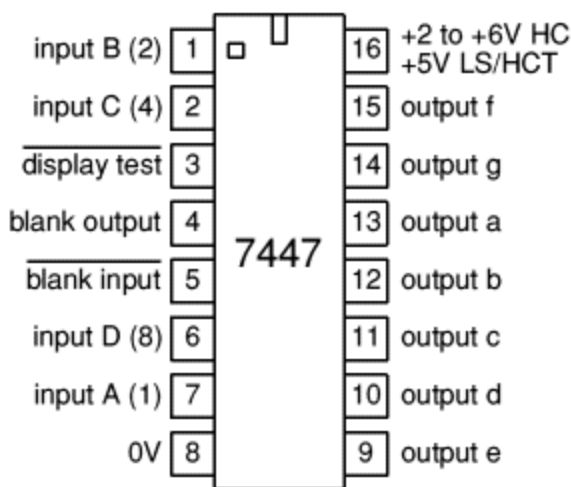 input B (2) 1
16 +2 to +6V HC
+5V LS/HCT
input C (4) 2
15 output f
display test 3
14 output g
blank output 4
13 output a
7447
blank input 5
12 output b
input D (8) 6
11 output c
input A (1) 7
10 output d
0V 8
9 output e